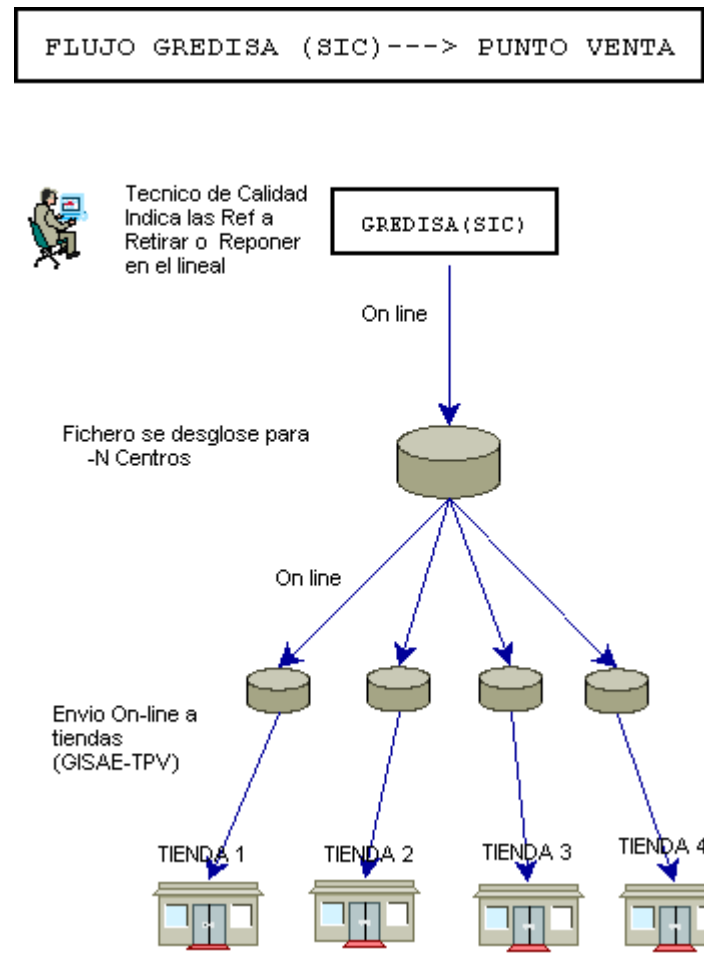 FLUJO GREDISA (SIC)---> PUNTO VENTA
Tecnico de Calidad
Indica las Ref a
Retirar o Reponer
en el lineal
GREDISA(SIC)
On line
Fichero se desglose para
-N Centros
On line
Envio On-line a
tiendas
(GISAE-TPV)
TIENDA 1
TIENDA 2
TIENDA 3
TIENDA 4